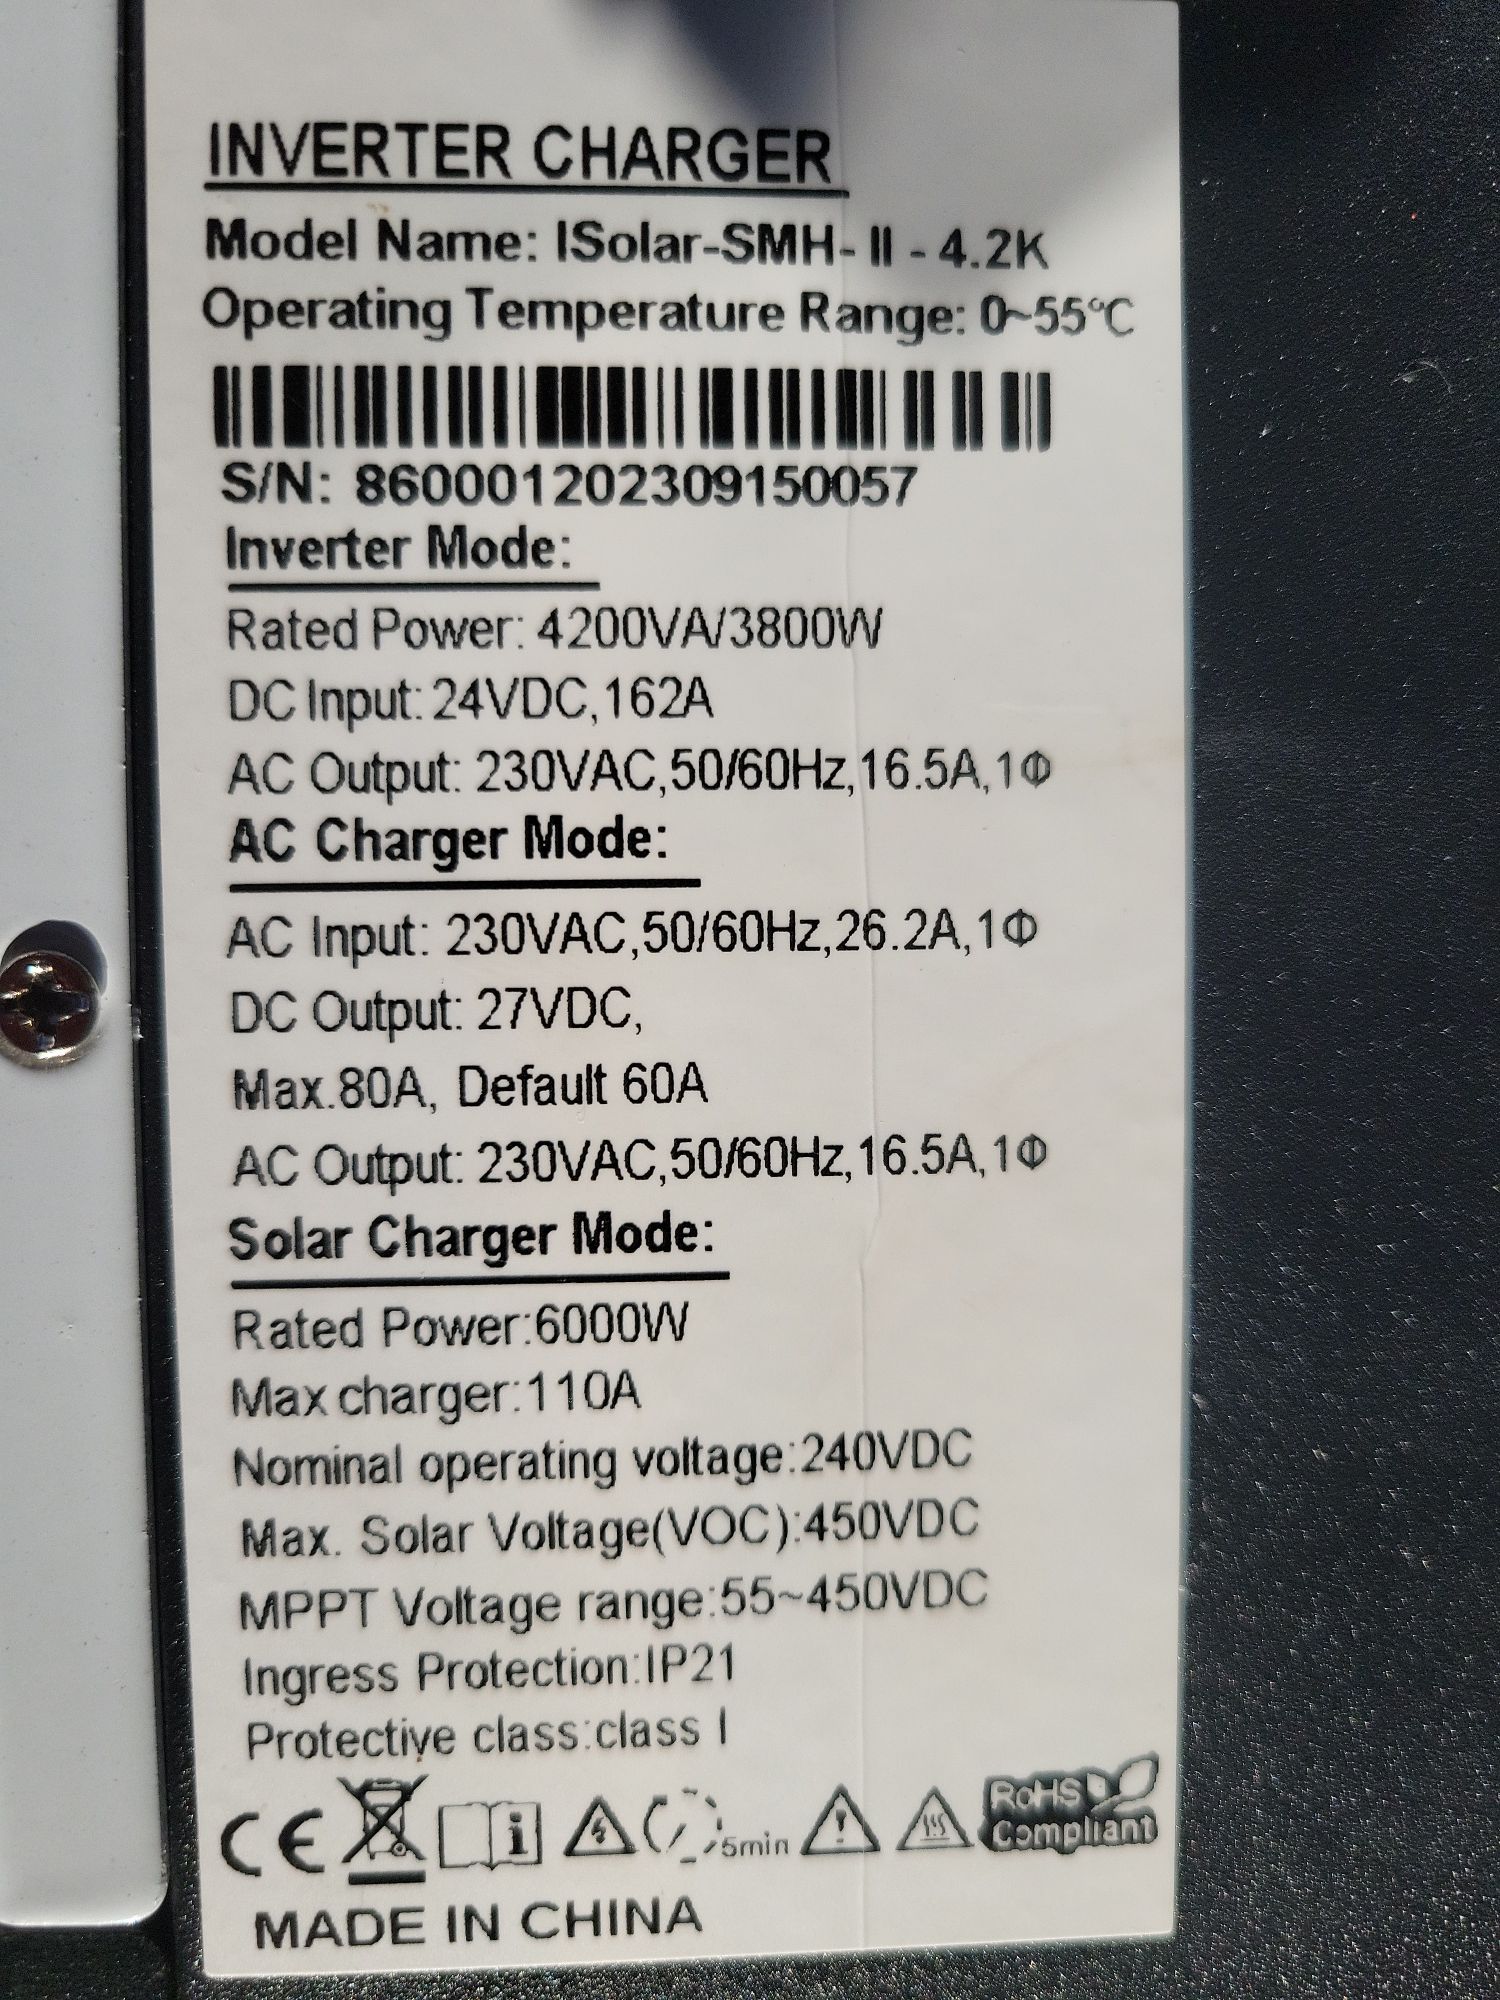 INVERTER CHARGER
Model Name: ISolar-SMH- II - 4.2K
Operating Temperature Range: 0~55℃
S/N: 860001202309150057
Inverter Mode:
Rated Power: 4200VA/3800W
DC Input: 24VDC,162A
AC Output: 230VAC,50/60Hz,16.5A,1Φ
AC Charger Mode:
AC Input: 230VAC,50/60Hz,26.2A,1Φ
DC Output: 27VDC,
Max.80A, Default 60A
AC Output: 230VAC,50/60Hz,16.5A,1Φ
Solar Charger Mode:
Rated Power:6000W
Max charger:110A
Nominal operating voltage:240VDC
Max. Solar Voltage(VOC):450VDC
MPPT Voltage range:55~450VDC
Ingress Protection:IP21
Protective class:class I
CE i 5min RoHS
Compliant
MADE IN CHINA